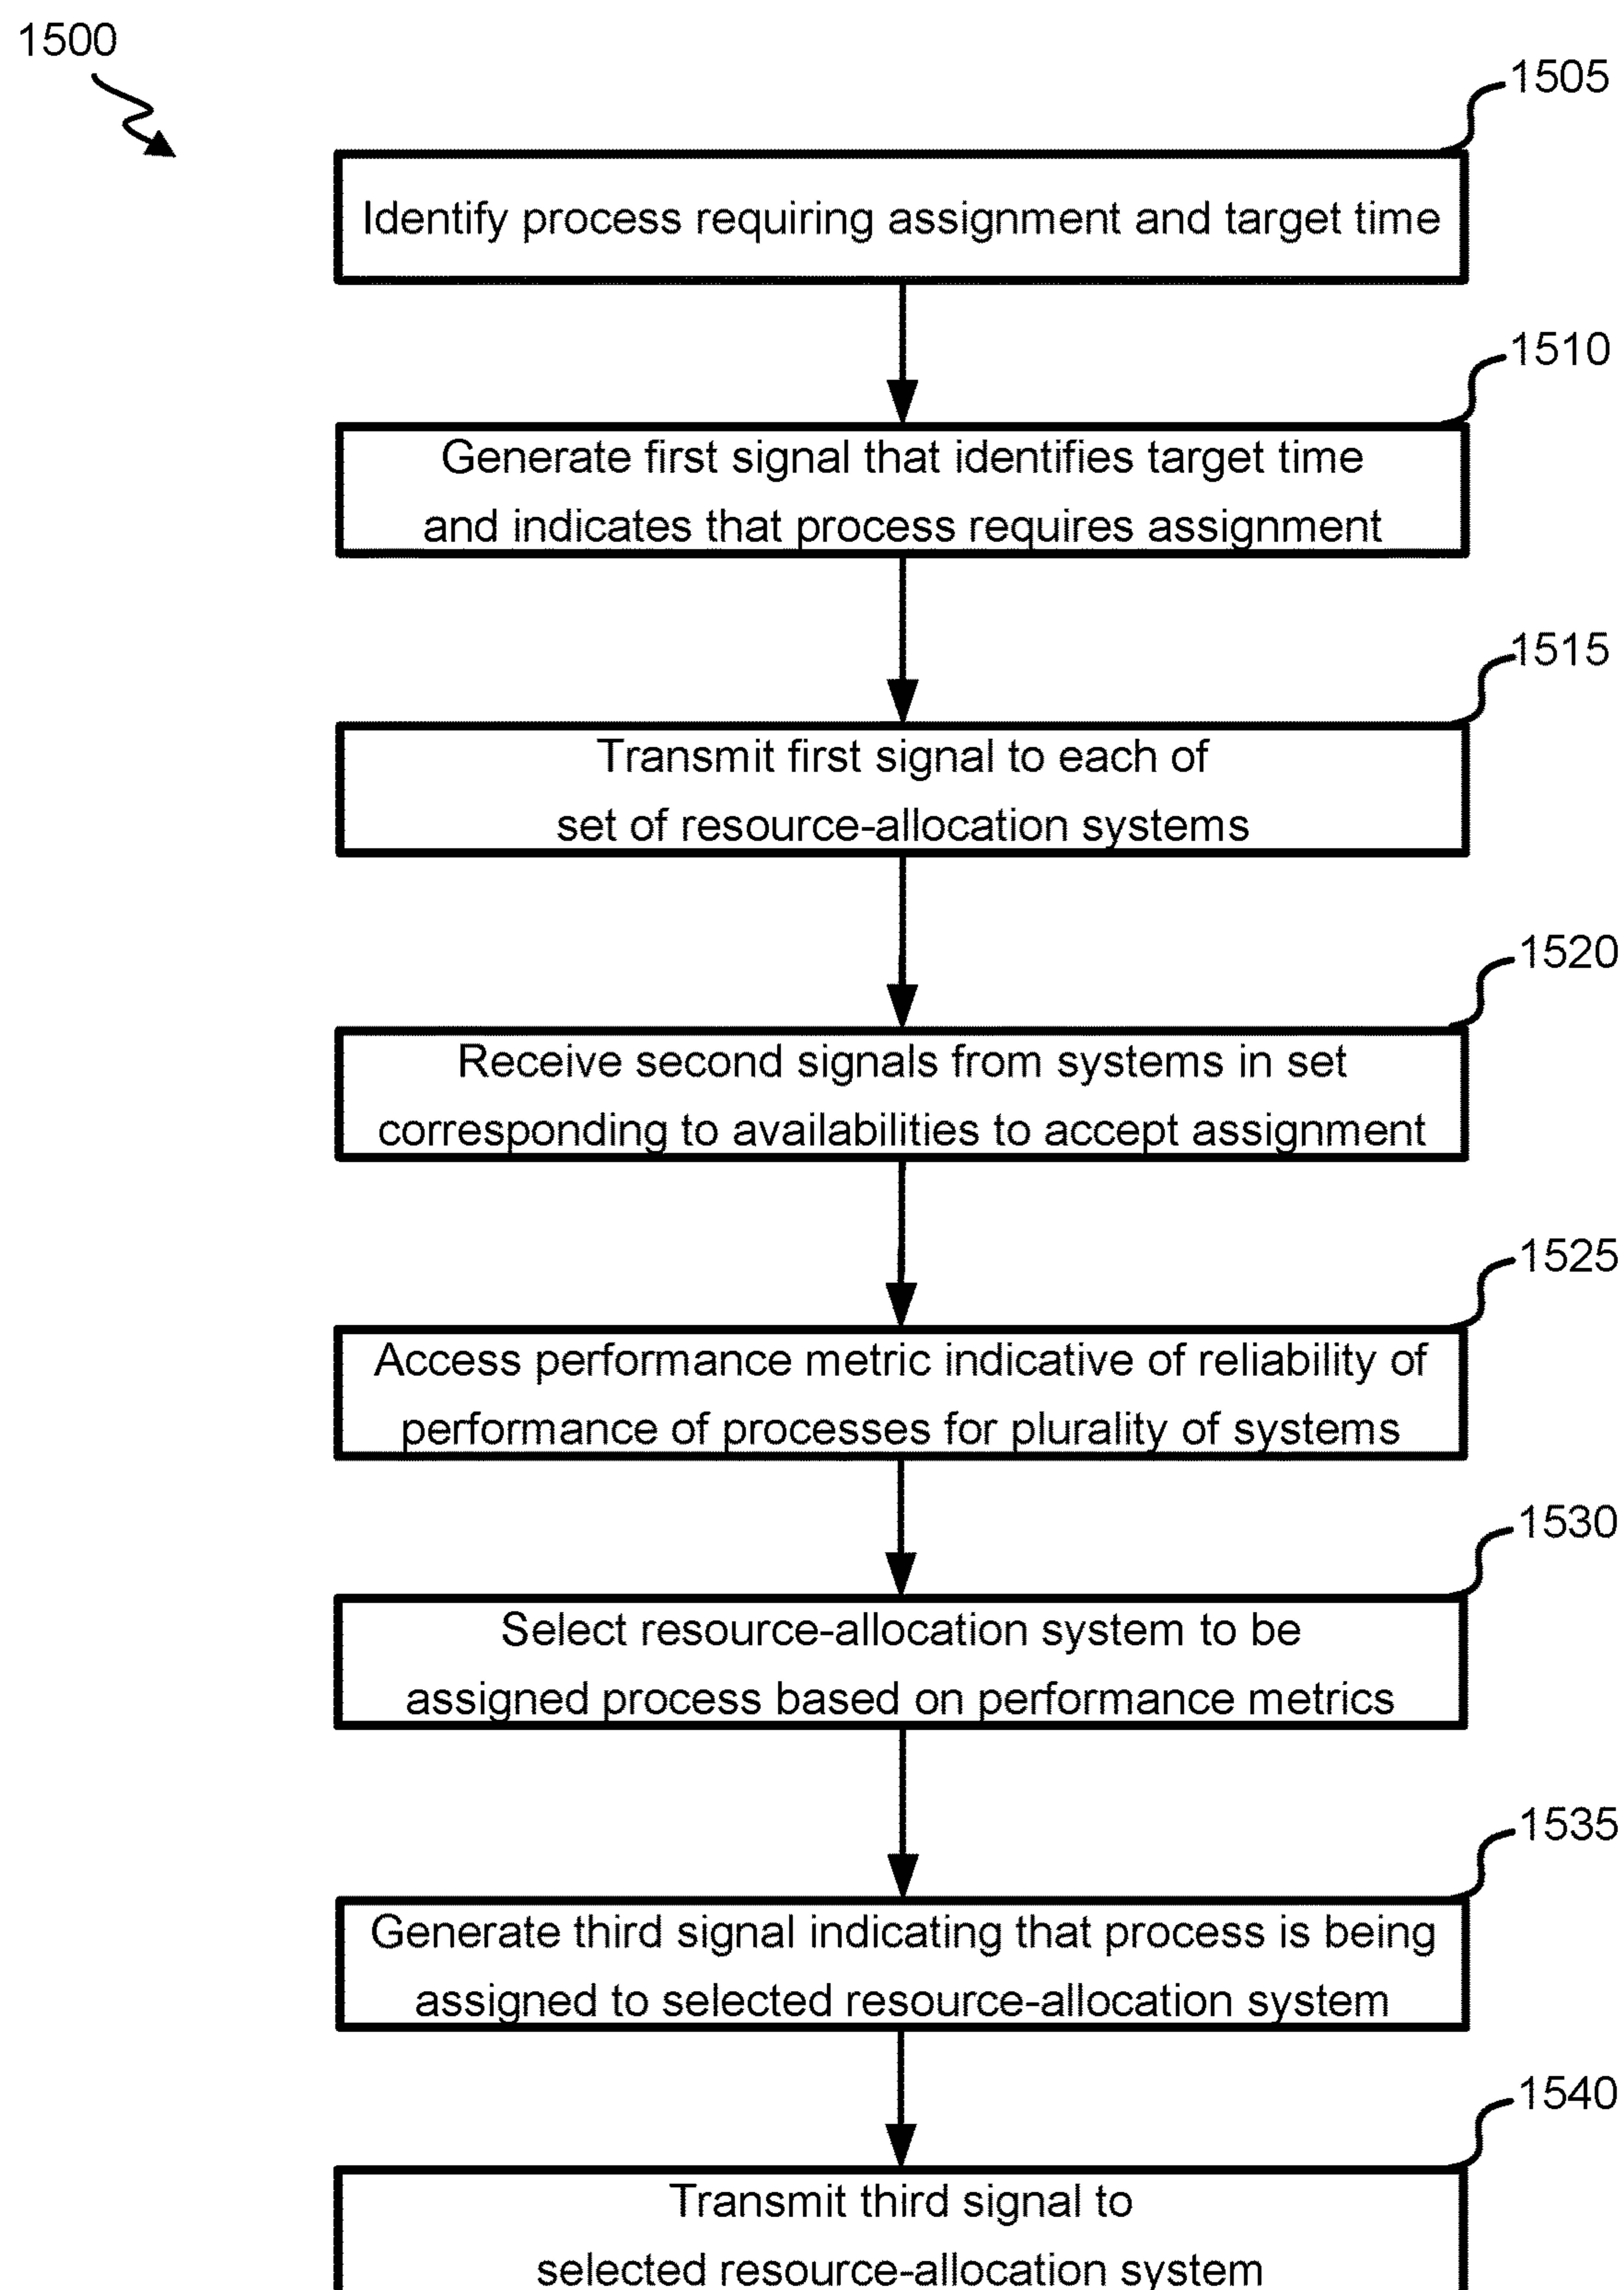 1500
1505
Identify process requiring assignment and target time
1510
Generate first signal that identifies target time
and indicates that process requires assignment
1515
Transmit first signal to each of
set of resource-allocation systems
1520
Receive second signals from systems in set
corresponding to availabilities to accept assignment
1525
Access performance metric indicative of reliability of
performance of processes for plurality of systems
1530
Select resource-allocation system to be
assigned process based on performance metrics
1535
Generate third signal indicating that process is being
assigned to selected resource-allocation system
1540
Transmit third signal to
selected resource-allocation system